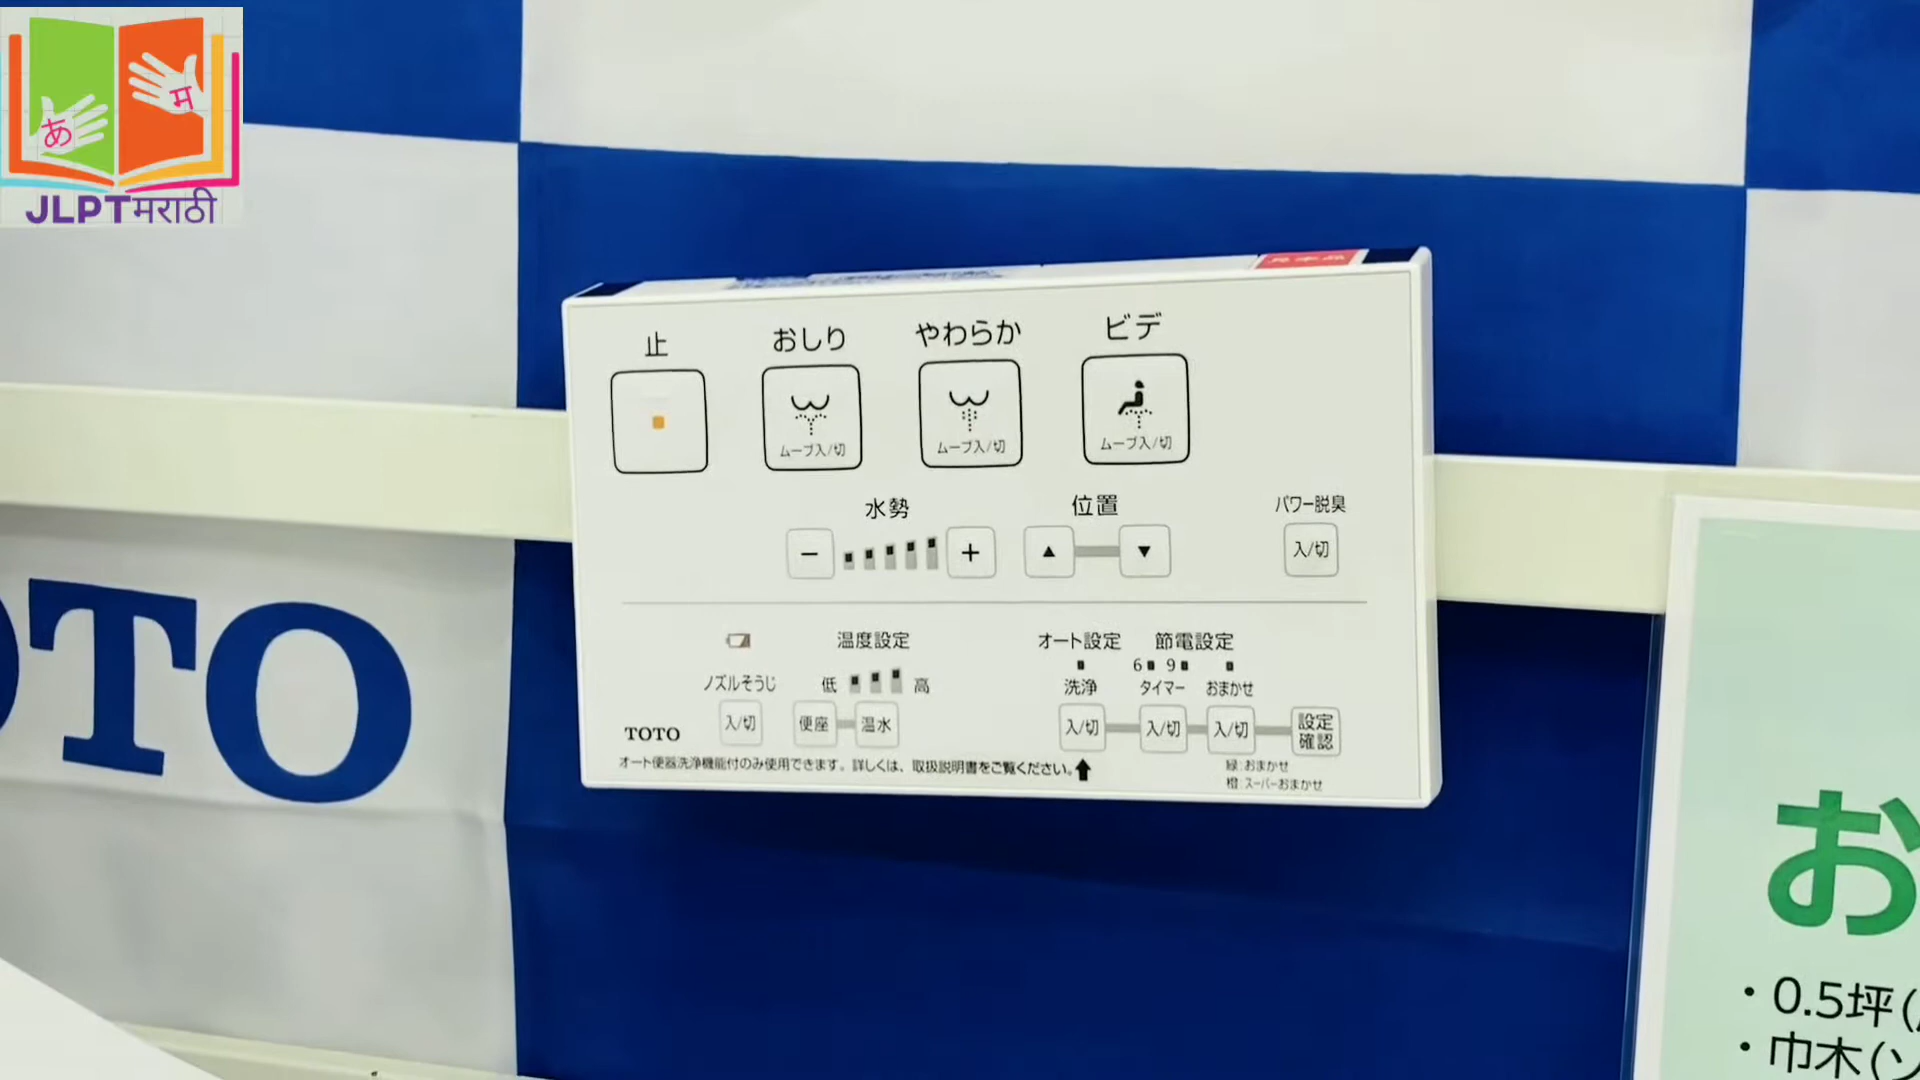 あ
म
JLPTमराठी
止
おしり
やわらか
ビデ
ムーブ入/切
ムーブ入/切
ムーブ入/切
水勢
位置
パワー脱臭
− +
▲ ▼
入/切
温度設定
オート設定
節電設定
6 9
ノズルそうじ
低 高
洗浄
タイマー
おまかせ
入/切
便座
温水
入/切
入/切
入/切
設定
確認
TOTO
オート便器洗浄機能付のみ使用できます。詳しくは、取扱説明書をご覧ください。
緑:おまかせ
橙:スーパーおまかせ
OTO
お
・0.5坪(
・巾木(ソ